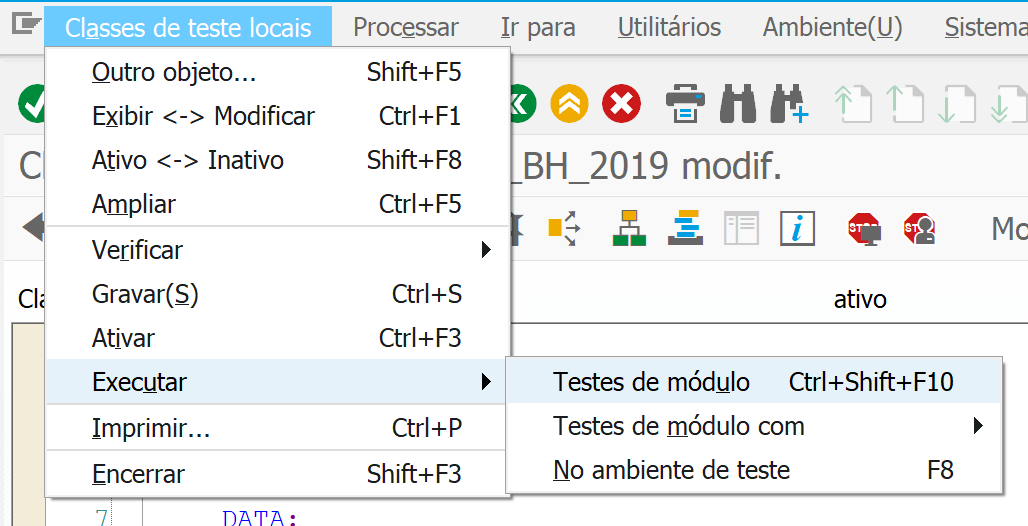 Classes de teste locais Processar Ir para Utilitários Ambiente(U) Sistema
Outro objeto... Shift+F5
Exibir <-> Modificar Ctrl+F1
Ativo <-> Inativo Shift+F8
Ampliar Ctrl+F5
Verificar
Gravar(S) Ctrl+S
Ativar Ctrl+F3
Executar
Imprimir... Ctrl+P
Encerrar Shift+F3
_BH_2019 modif.
STOP STOP Mo
Cla ativo
Testes de módulo Ctrl+Shift+F10
Testes de módulo com
No ambiente de teste F8
7 DATA: